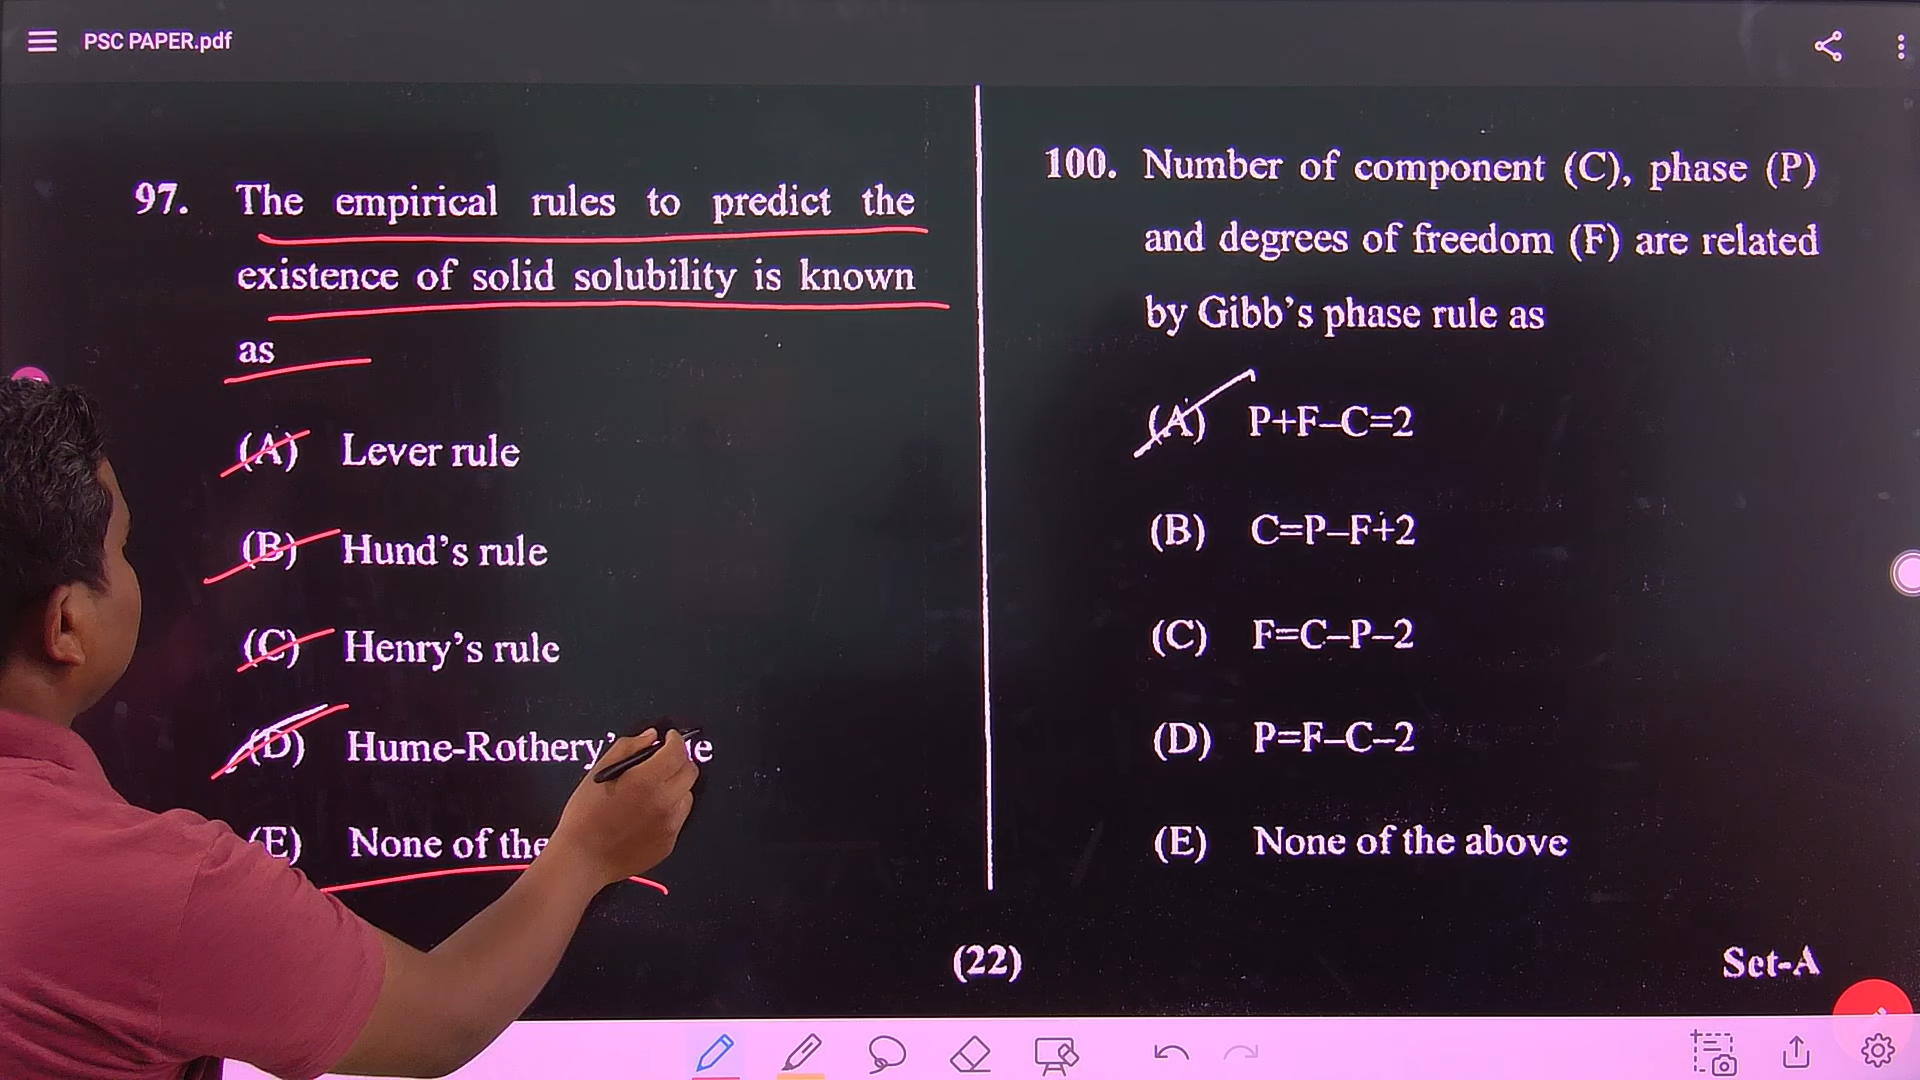 PSC PAPER.pdf
97. The empirical rules to predict the
existence of solid solubility is known
as
(A) Lever rule
(B) Hund's rule
(C) Henry's rule
(D) Hume-Rothery'
(E) None of the
100. Number of component (C), phase (P)
and degrees of freedom (F) are related
by Gibb's phase rule as
(A) P+F–C=2
(B) C=P–F+2
(C) F=C–P–2
(D) P=F–C–2
(E) None of the above
(22)
Set-A